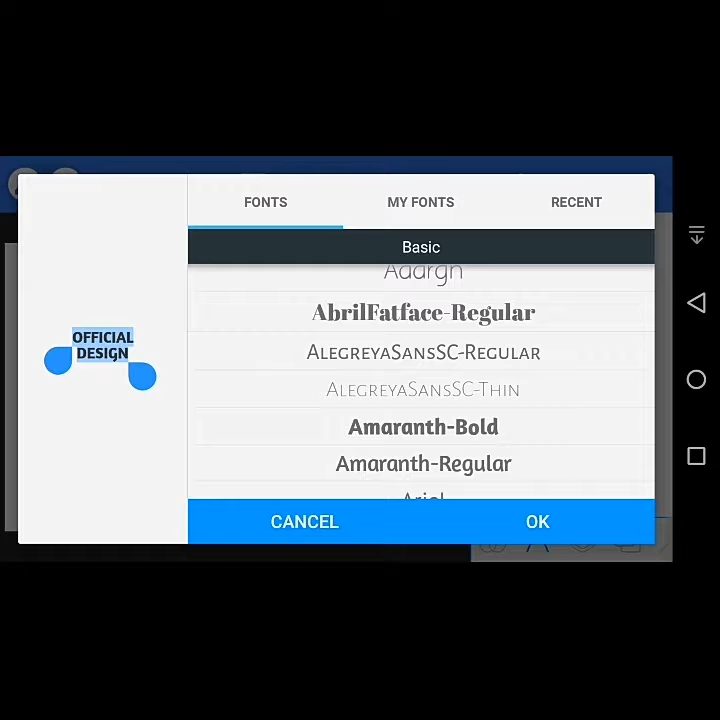 FONTS
MY FONTS
RECENT
Basic
Adargn
AbrilFatface-Regular
AlegreyaSansSC-Regular
AlegreyaSansSC-Thin
Amaranth-Bold
Amaranth-Regular
OFFICIAL
DESIGN
CANCEL
OK